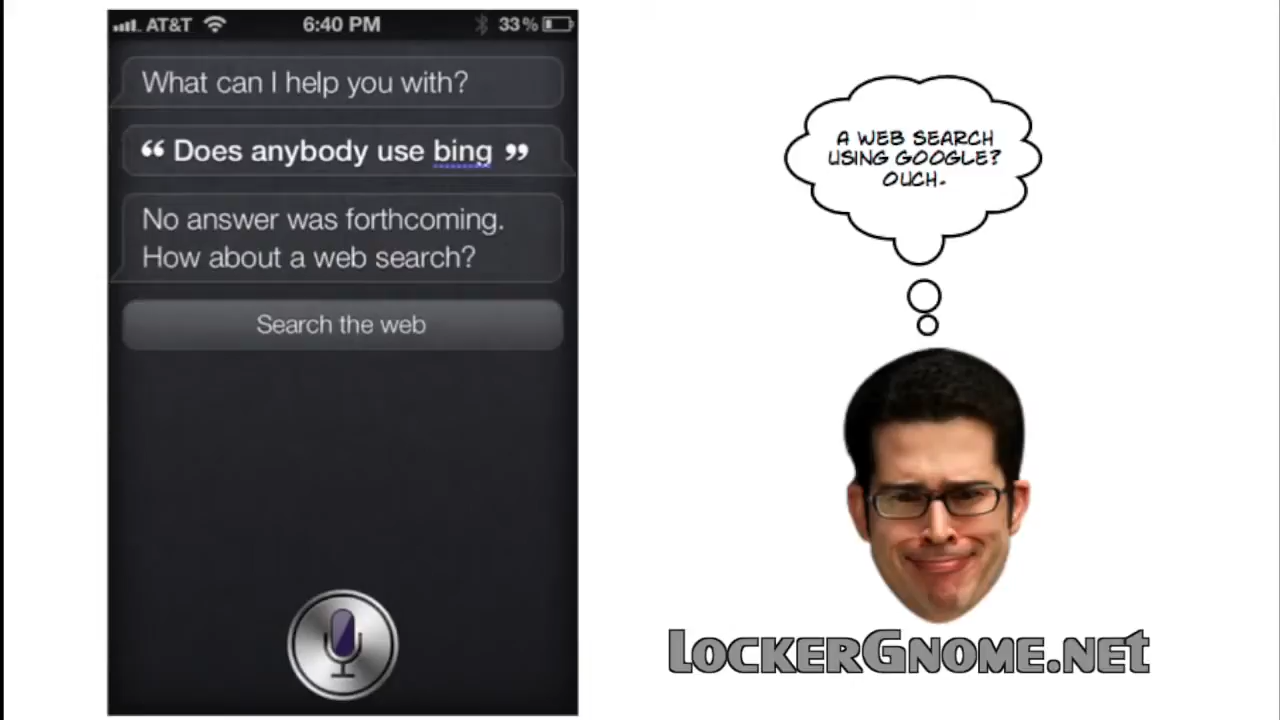 AT&T 6:40 PM 33%
What can I help you with?
“ Does anybody use bing ”
No answer was forthcoming.
How about a web search?
Search the web
A WEB SEARCH
USING GOOGLE?
OUCH.
LOCKERGNOME.NET